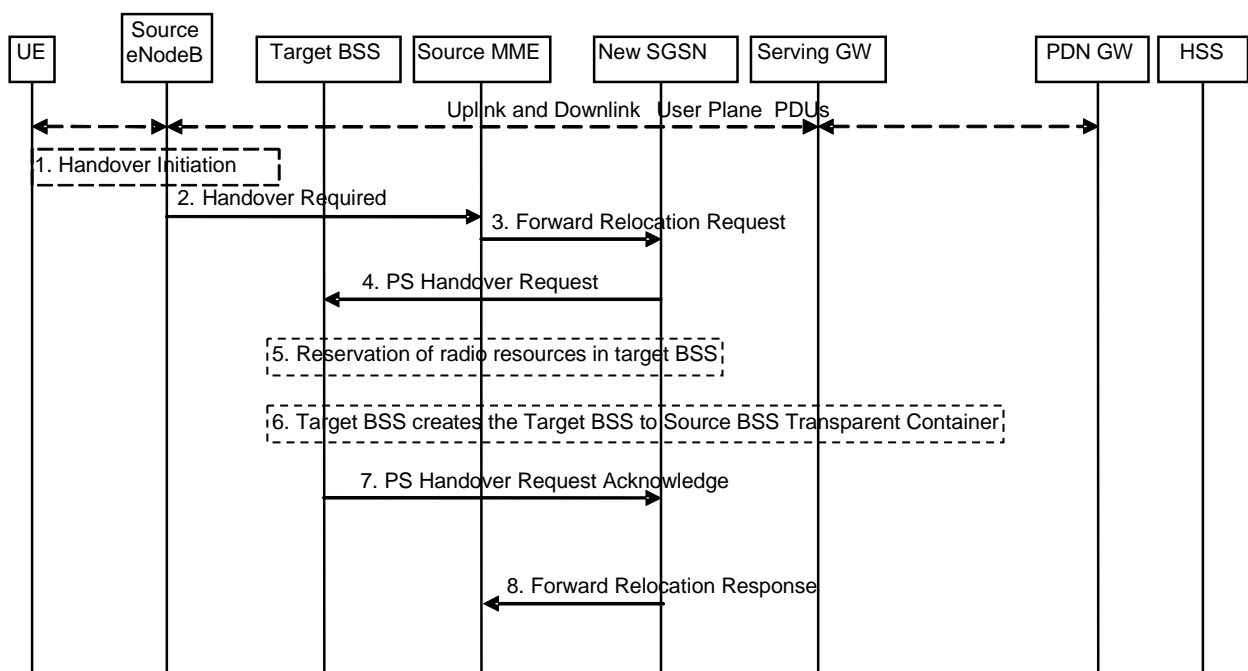 UE
Source
eNodeB
Target BSS
Source MME
New SGSN
Serving GW
PDN GW
HSS
Uplink and Downlink User Plane PDUs
1. Handover Initiation
2. Handover Required
3. Forward Relocation Request
4. PS Handover Request
5. Reservation of radio resources in target BSS
6. Target BSS creates the Target BSS to Source BSS Transparent Container
7. PS Handover Request Acknowledge
8. Forward Relocation Response